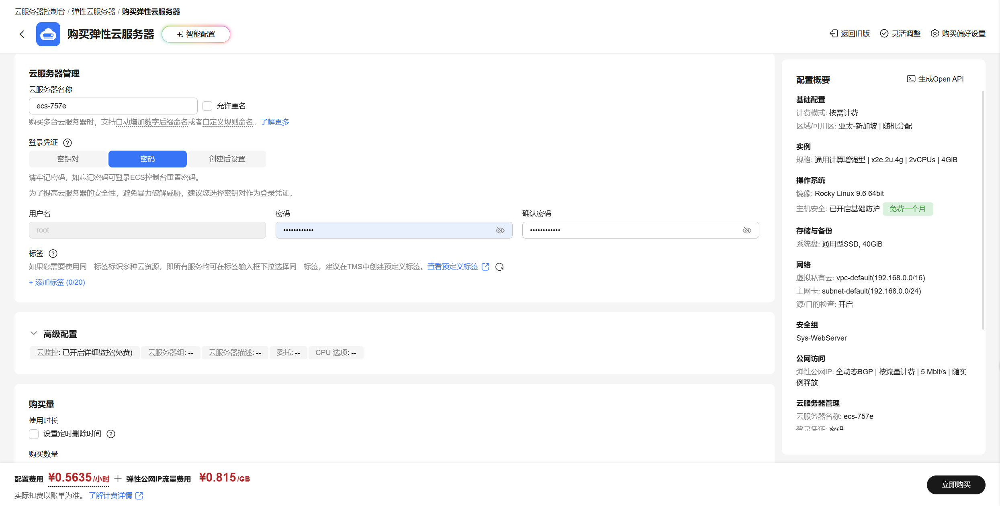 云服务器控制台 / 弹性云服务器 / 购买弹性云服务器
购买弹性云服务器
智能配置
返回旧版
灵活调整
购买偏好设置
云服务器管理
云服务器名称
ecs-757e
允许重名
购买多台云服务器时，支持自动增加数字后缀命名或者自定义规则命名。了解更多
登录凭证
密钥对
密码
创建后设置
请牢记密码，如忘记密码可登录ECS控制台重置密码。
为了提高云服务器的安全性，避免暴力破解威胁，建议您选择密钥对作为登录凭证。
用户名
密码
确认密码
root
••••••••••••
••••••••••••
标签
如果您需要使用同一标签标识多种云资源，即所有服务均可在标签输入框下拉选择同一标签，建议在TMS中创建预定义标签。查看预定义标签
+ 添加标签 (0/20)
高级配置
云监控: 已开启详细监控(免费)
云服务器组: --
云服务器描述: --
委托: --
CPU 选项: --
购买量
使用时长
设置定时删除时间
购买数量
配置概要
生成Open API
基础配置
计费模式: 按需计费
区域/可用区: 亚太-新加坡 | 随机分配
实例
规格: 通用计算增强型 | x2e.2u.4g | 2vCPUs | 4GiB
操作系统
镜像: Rocky Linux 9.6 64bit
主机安全: 已开启基础防护 免费一个月
存储与备份
系统盘: 通用型SSD, 40GiB
网络
虚拟私有云: vpc-default(192.168.0.0/16)
主网卡: subnet-default(192.168.0.0/24)
源/目的检查: 开启
安全组
Sys-WebServer
公网访问
弹性公网IP: 全动态BGP | 按流量计费 | 5 Mbit/s | 随实
例释放
云服务器管理
云服务器名称: ecs-757e
登录凭证: 密码
配置费用 ¥0.5635/小时 + 弹性公网IP流量费用 ¥0.815/GB
实际扣费以账单为准。 了解计费详情
立即购买